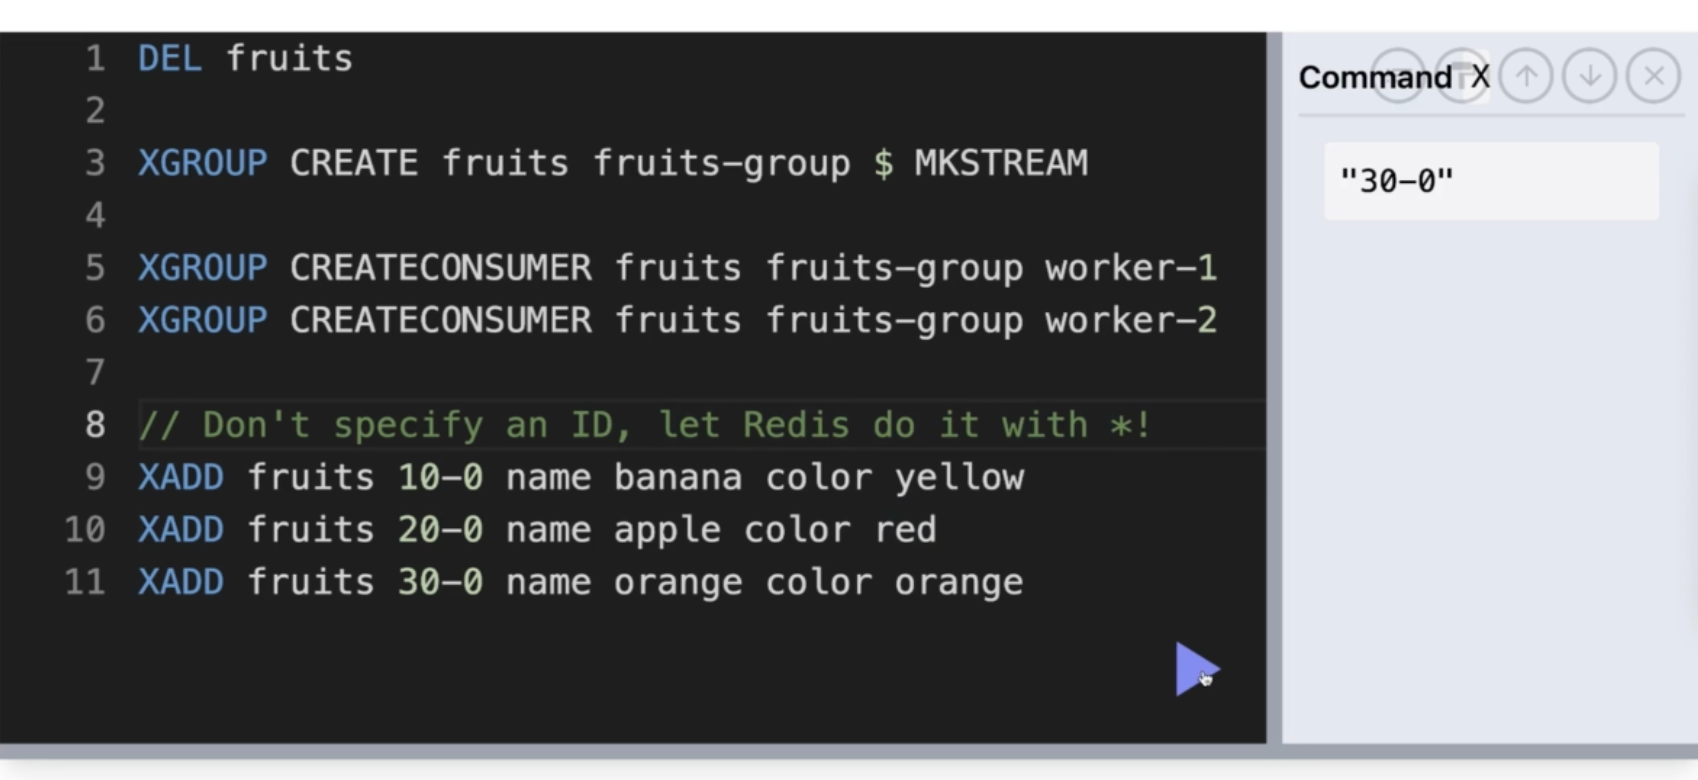 1 DEL fruits
2
3 XGROUP CREATE fruits fruits-group $ MKSTREAM
4
5 XGROUP CREATECONSUMER fruits fruits-group worker-1
6 XGROUP CREATECONSUMER fruits fruits-group worker-2
7
8 // Don't specify an ID, let Redis do it with *!
9 XADD fruits 10-0 name banana color yellow
10 XADD fruits 20-0 name apple color red
11 XADD fruits 30-0 name orange color orange
Command X
"30-0"